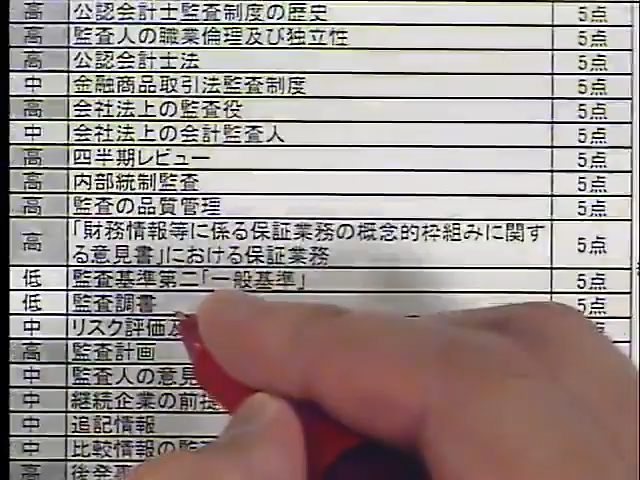 高 公認会計士監査制度の歴史 5点
高 監査人の職業倫理及び独立性 5点
高 公認会計士法 5点
中 金融商品取引法監査制度 5点
高 会社法上の監査役 5点
中 会社法上の会計監査人 5点
高 四半期レビュー 5点
高 内部統制監査 5点
高 監査の品質管理 5点
高 「財務情報等に係る保証業務の概念的枠組みに関す
る意見書」における保証業務 5点
低 監査基準第二「一般基準」 5点
低 監査調書
中 リスク評価及
高 監査計画
中 監査人の意見
中 継続企業の前提
中 追記情報
中 比較情報の
高 後発事